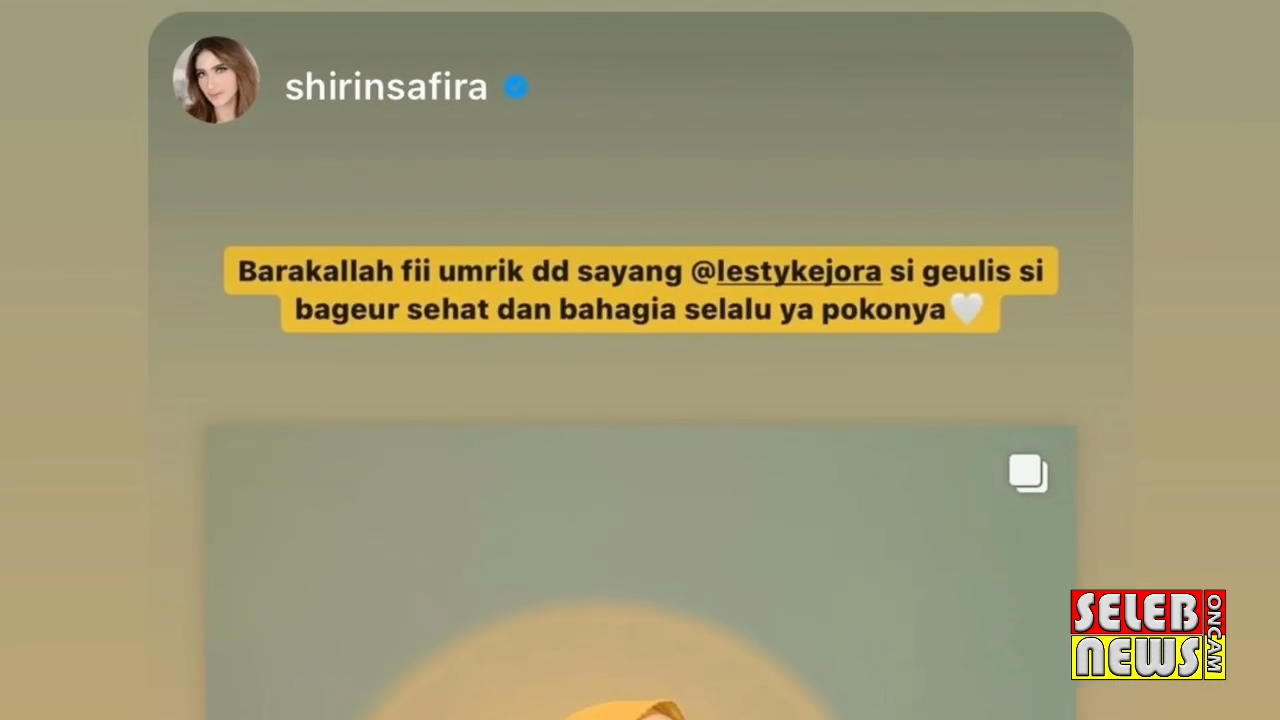 shirinsafira
Barakallah fii umrik dd sayang @lestykejora si geulis si
bageur sehat dan bahagia selalu ya pokonya🤍
SELEB
NEWS
ONCAM